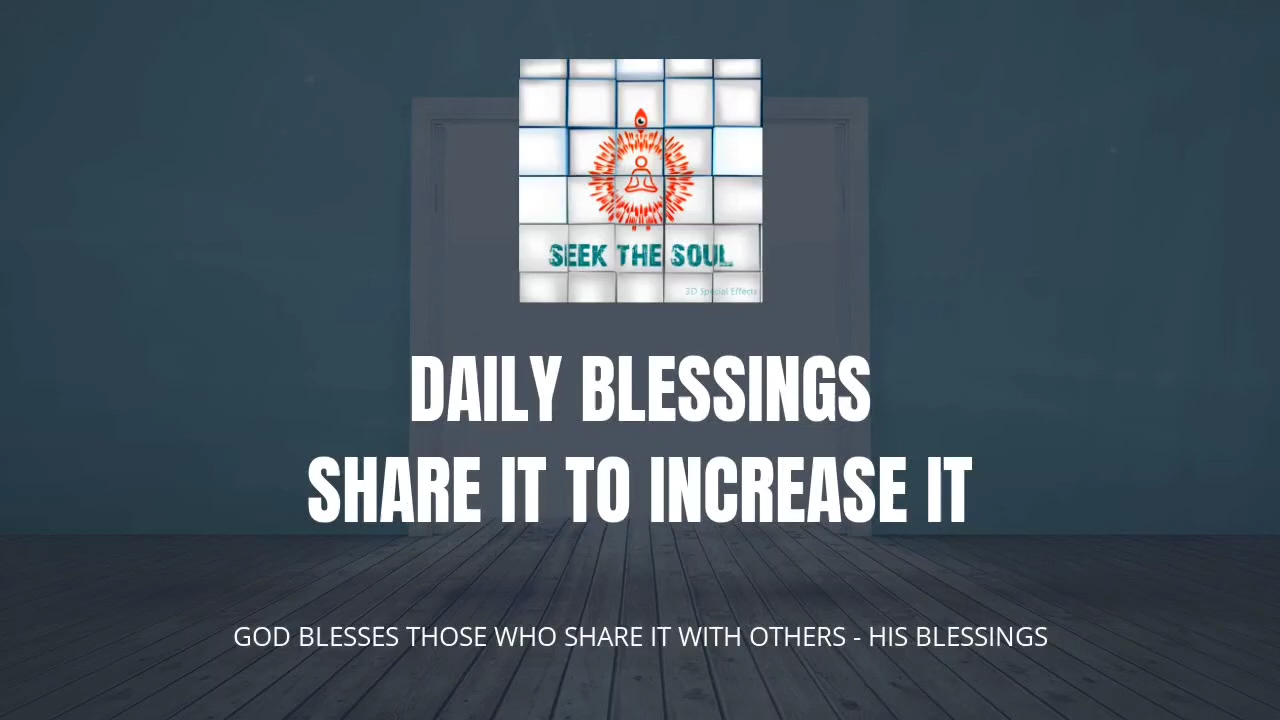 SEEK THE SOUL
3D Special Effects
DAILY BLESSINGS
SHARE IT TO INCREASE IT
GOD BLESSES THOSE WHO SHARE IT WITH OTHERS - HIS BLESSINGS